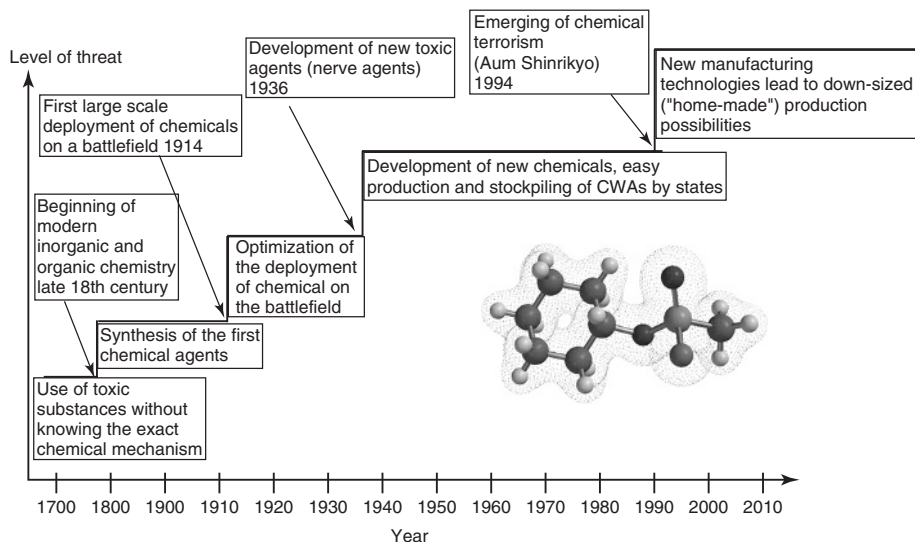 Level of threat
Emerging of chemical
terrorism
(Aum Shinrikyo)
1994
Development of new toxic
agents (nerve agents)
1936
New manufacturing
technologies lead to down-sized
("home-made") production
possibilities
First large scale
deployment of chemicals
on a battlefield 1914
Development of new chemicals, easy
production and stockpiling of CWAs by states
Beginning of
modern
inorganic and
organic chemistry
late 18th century
Optimization of
the deployment
of chemical on
the battlefield
Synthesis of the first
chemical agents
Use of toxic
substances without
knowing the exact
chemical mechanism
1700 1800 1900 1910 1920 1930 1940 1950 1960 1970 1980 1990 2000 2010
Year